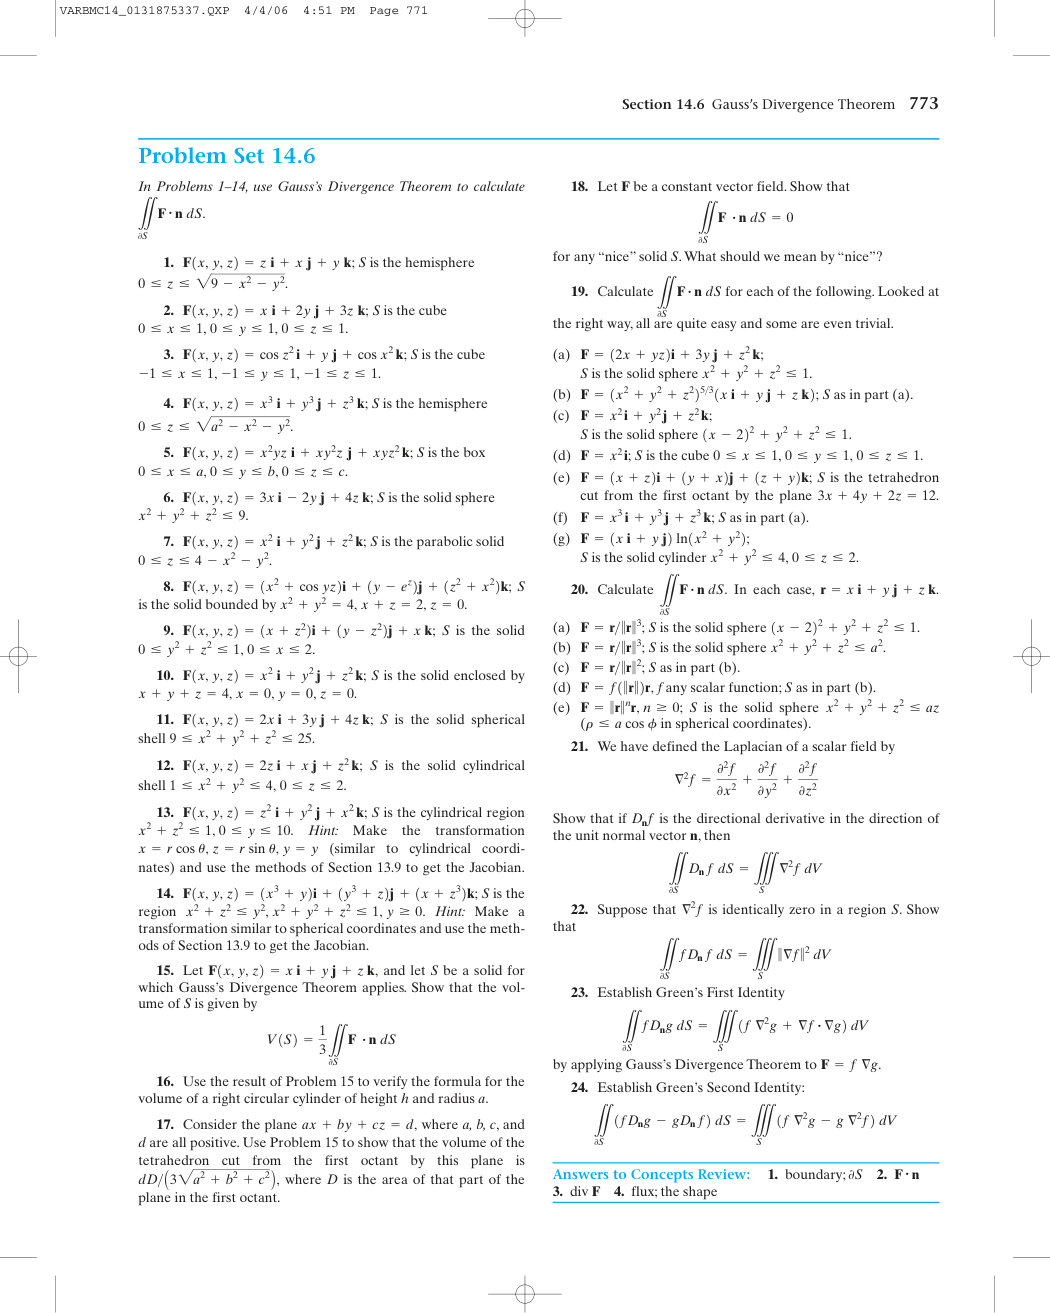 VARBMC14_0131875337.QXP 4/4/06 4:51 PM Page 771
Section 14.6 Gauss's Divergence Theorem 773
Problem Set 14.6
In Problems 1–14, use Gauss's Divergence Theorem to calculate
∬ F · n dS.
∂S
1. F(x, y, z) = z i + x j + y k; S is the hemisphere
0 ≤ z ≤ √(9 − x² − y²).
2. F(x, y, z) = x i + 2y j + 3z k; S is the cube
0 ≤ x ≤ 1, 0 ≤ y ≤ 1, 0 ≤ z ≤ 1.
3. F(x, y, z) = cos z² i + y j + cos x² k; S is the cube
−1 ≤ x ≤ 1, −1 ≤ y ≤ 1, −1 ≤ z ≤ 1.
4. F(x, y, z) = x³ i + y³ j + z³ k; S is the hemisphere
0 ≤ z ≤ √(a² − x² − y²).
5. F(x, y, z) = x²yz i + xy²z j + xyz² k; S is the box
0 ≤ x ≤ a, 0 ≤ y ≤ b, 0 ≤ z ≤ c.
6. F(x, y, z) = 3x i − 2y j + 4z k; S is the solid sphere
x² + y² + z² ≤ 9.
7. F(x, y, z) = x² i + y² j + z² k; S is the parabolic solid
0 ≤ z ≤ 4 − x² − y².
8. F(x, y, z) = (x² + cos yz)i + (y − eᶻ)j + (z² + x²)k; S
is the solid bounded by x² + y² = 4, x + z = 2, z = 0.
9. F(x, y, z) = (x + z²)i + (y − z²)j + x k; S is the solid
0 ≤ y² + z² ≤ 1, 0 ≤ x ≤ 2.
10. F(x, y, z) = x² i + y² j + z² k; S is the solid enclosed by
x + y + z = 4, x = 0, y = 0, z = 0.
11. F(x, y, z) = 2x i + 3y j + 4z k; S is the solid spherical
shell 9 ≤ x² + y² + z² ≤ 25.
12. F(x, y, z) = 2z i + x j + z² k; S is the solid cylindrical
shell 1 ≤ x² + y² ≤ 4, 0 ≤ z ≤ 2.
13. F(x, y, z) = z² i + y² j + x² k; S is the cylindrical region
x² + z² ≤ 1, 0 ≤ y ≤ 10. Hint: Make the transformation
x = r cos θ, z = r sin θ, y = y (similar to cylindrical coordi-
nates) and use the methods of Section 13.9 to get the Jacobian.
14. F(x, y, z) = (x³ + y)i + (y³ + z)j + (x + z³)k; S is the
region x² + z² ≤ y², x² + y² + z² ≤ 1, y ≥ 0. Hint: Make a
transformation similar to spherical coordinates and use the meth-
ods of Section 13.9 to get the Jacobian.
15. Let F(x, y, z) = x i + y j + z k, and let S be a solid for
which Gauss's Divergence Theorem applies. Show that the vol-
ume of S is given by
V(S) = 1/3 ∬ F · n dS
∂S
16. Use the result of Problem 15 to verify the formula for the
volume of a right circular cylinder of height h and radius a.
17. Consider the plane ax + by + cz = d, where a, b, c, and
d are all positive. Use Problem 15 to show that the volume of the
tetrahedron cut from the first octant by this plane is
dD/(3√(a² + b² + c²)), where D is the area of that part of the
plane in the first octant.
18. Let F be a constant vector field. Show that
∬ F · n dS = 0
∂S
for any “nice” solid S. What should we mean by “nice”?
19. Calculate ∬ F · n dS for each of the following. Looked at
∂S
the right way, all are quite easy and some are even trivial.
(a) F = (2x + yz)i + 3y j + z² k;
S is the solid sphere x² + y² + z² ≤ 1.
(b) F = (x² + y² + z²)^5/3 (x i + y j + z k); S as in part (a).
(c) F = x² i + y² j + z² k;
S is the solid sphere (x − 2)² + y² + z² ≤ 1.
(d) F = x² i; S is the cube 0 ≤ x ≤ 1, 0 ≤ y ≤ 1, 0 ≤ z ≤ 1.
(e) F = (x + z)i + (y + x)j + (z + y)k; S is the tetrahedron
cut from the first octant by the plane 3x + 4y + 2z = 12.
(f) F = x³ i + y³ j + z³ k; S as in part (a).
(g) F = (x i + y j) ln(x² + y²);
S is the solid cylinder x² + y² ≤ 4, 0 ≤ z ≤ 2.
20. Calculate ∬ F · n dS. In each case, r = x i + y j + z k.
∂S
(a) F = r/‖r‖³; S is the solid sphere (x − 2)² + y² + z² ≤ 1.
(b) F = r/‖r‖³; S is the solid sphere x² + y² + z² ≤ a².
(c) F = r/‖r‖²; S as in part (b).
(d) F = f(‖r‖)r, f any scalar function; S as in part (b).
(e) F = ‖r‖ⁿr, n ≥ 0; S is the solid sphere x² + y² + z² ≤ az
(ρ ≤ a cos ϕ in spherical coordinates).
21. We have defined the Laplacian of a scalar field by
∇²f = ∂²f/∂x² + ∂²f/∂y² + ∂²f/∂z²
Show that if Dₙf is the directional derivative in the direction of
the unit normal vector n, then
∬ Dₙf dS = ∭ ∇²f dV
∂S S
22. Suppose that ∇²f is identically zero in a region S. Show
that
∬ f Dₙf dS = ∭ ‖∇f‖² dV
∂S S
23. Establish Green's First Identity
∬ f Dₙg dS = ∭ (f ∇²g + ∇f · ∇g) dV
∂S S
by applying Gauss's Divergence Theorem to F = f ∇g.
24. Establish Green's Second Identity:
∬ (f Dₙg − gDₙf) dS = ∭ (f ∇²g − g ∇²f) dV
∂S S
Answers to Concepts Review: 1. boundary; ∂S 2. F · n
3. div F 4. flux; the shape